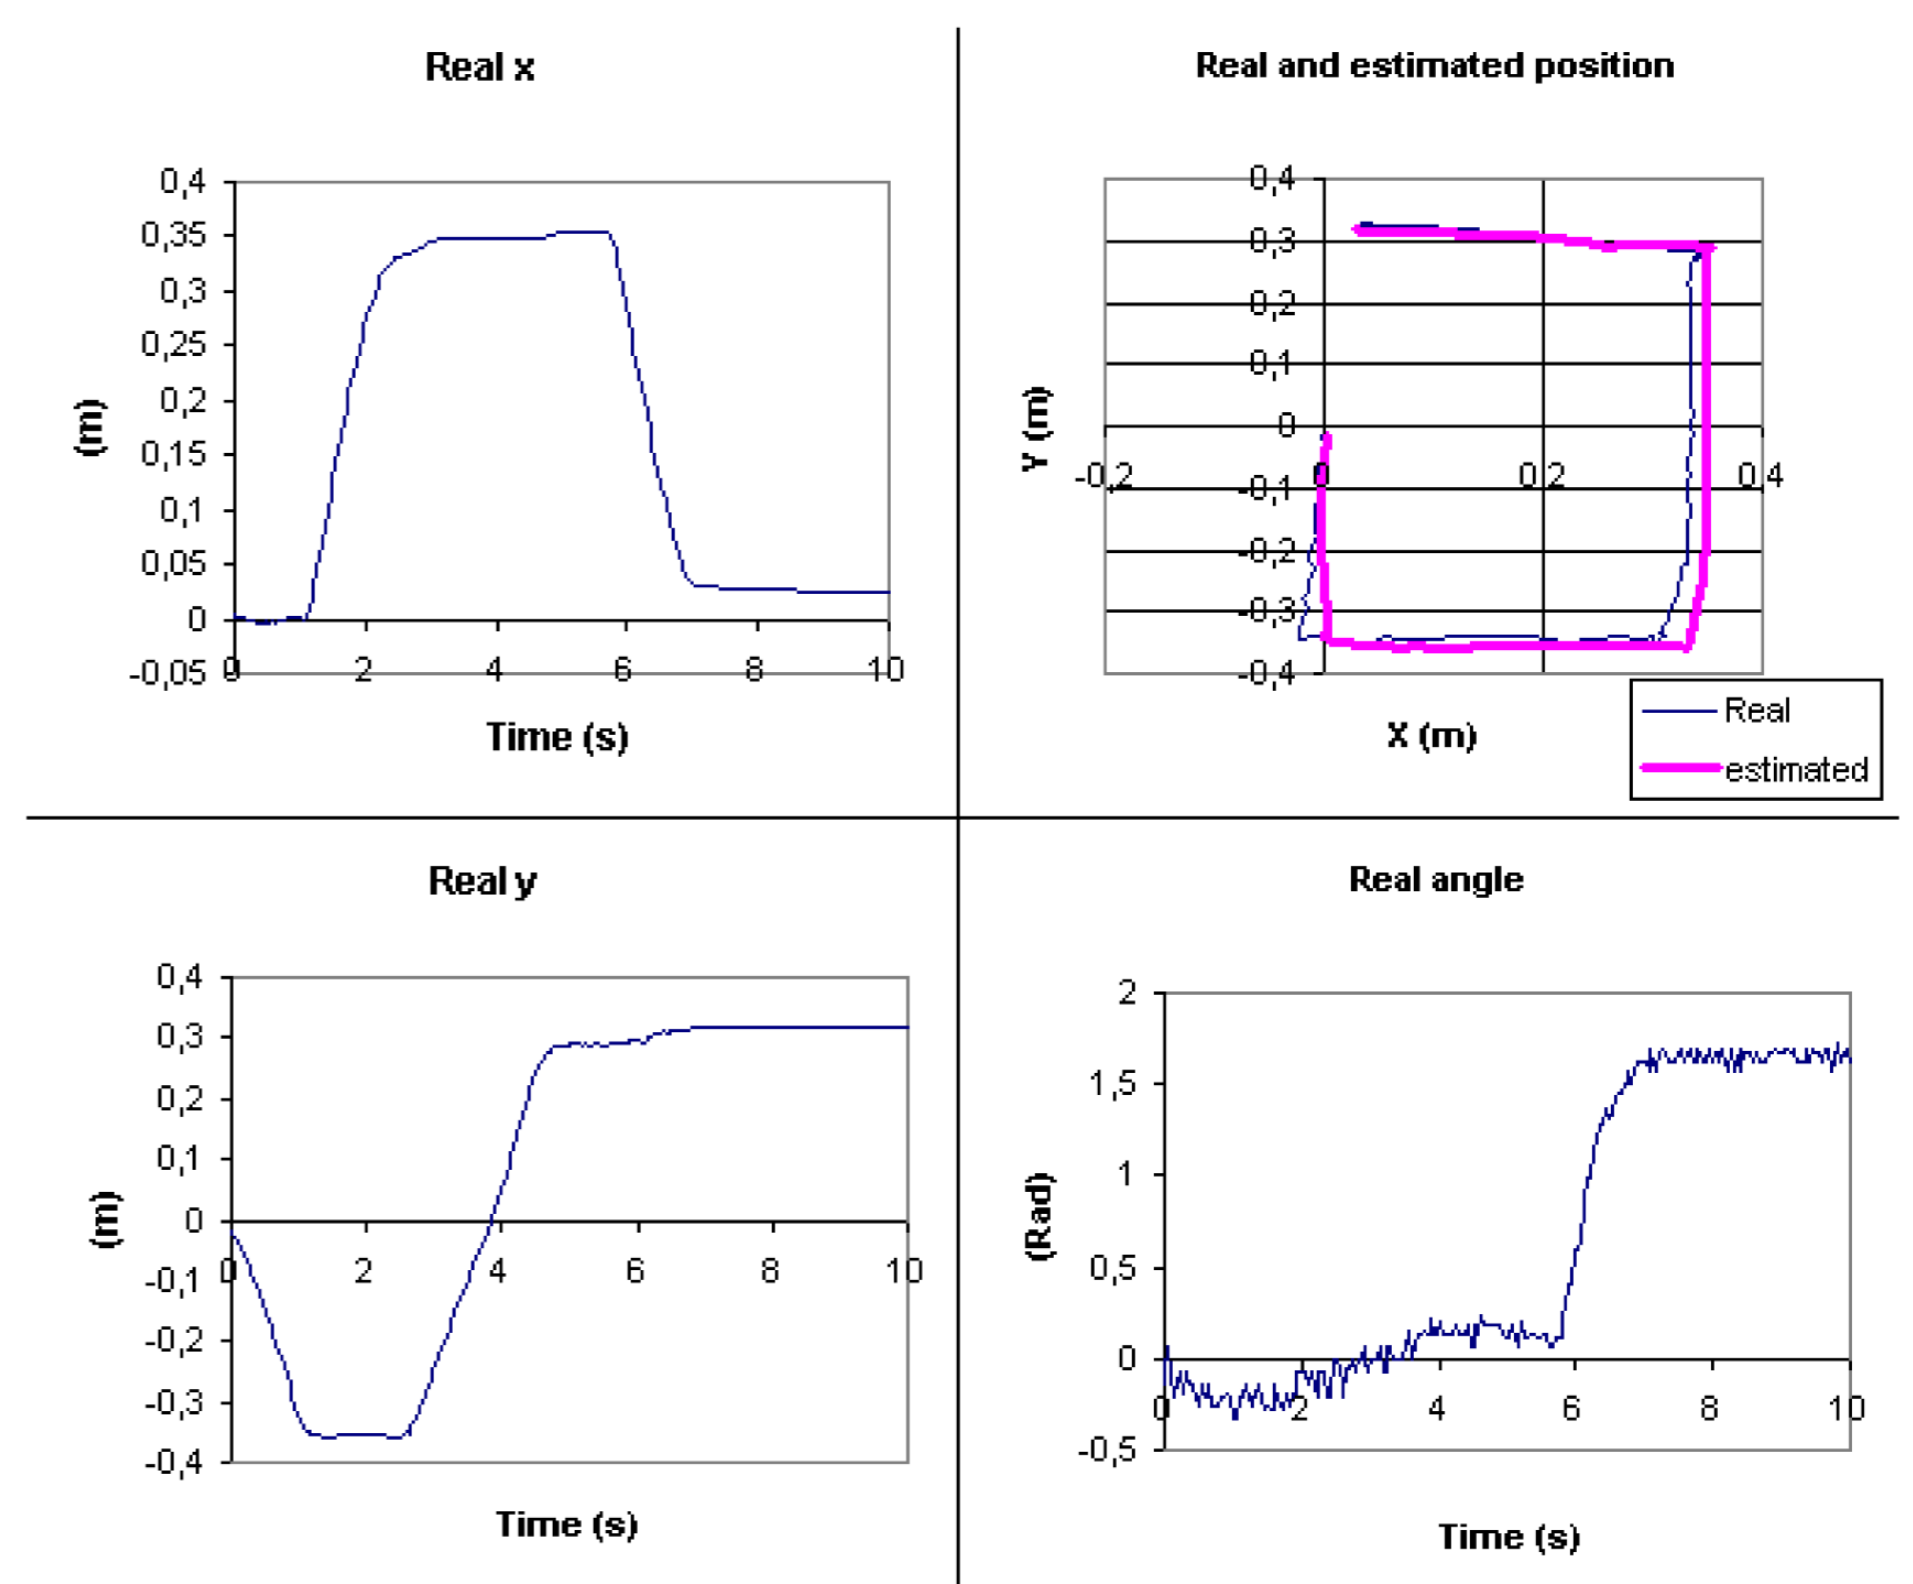 Real x
0,4
0,35
0,3
0,25
0,2
0,15
0,1
0,05
0
-0,05
(m)
0 2 4 6 8 10
Time (s)
Real and estimated position
0,4
0,3
0,2
0,1
0
-0,1
-0,2
-0,3
-0,4
Y (m)
-0,2 0 0,2 0,4
X (m)
Real
estimated
Real y
0,4
0,3
0,2
0,1
0
-0,1
-0,2
-0,3
-0,4
(m)
0 2 4 6 8 10
Time (s)
Real angle
2
1,5
1
0,5
0
-0,5
(Rad)
0 2 4 6 8 10
Time (s)